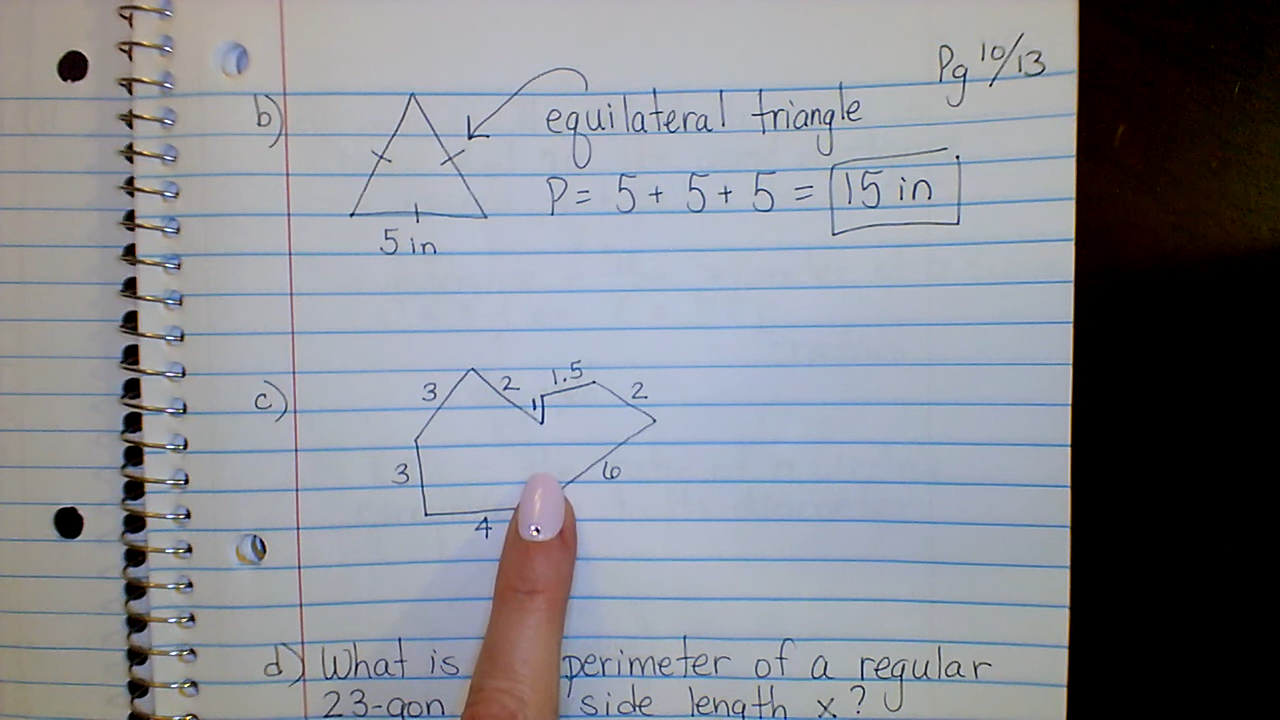 Pg 10/13
b) equilateral triangle
P = 5 + 5 + 5 = 15 in
5 in
c)
3 2 1 1.5 2
3 6
4
d) What is perimeter of a regular
23-gon side length x?